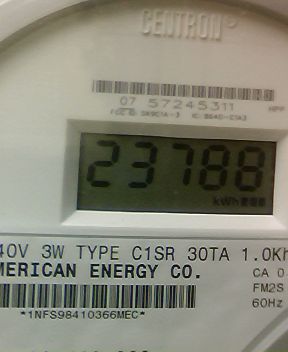 CENTRON
07 57245311
23788
kWh
40V 3W TYPE C1SR 30TA 1.0Kh
MERICAN ENERGY CO.
CA 0
FM2S
60Hz
*1NFS98410366MEC*